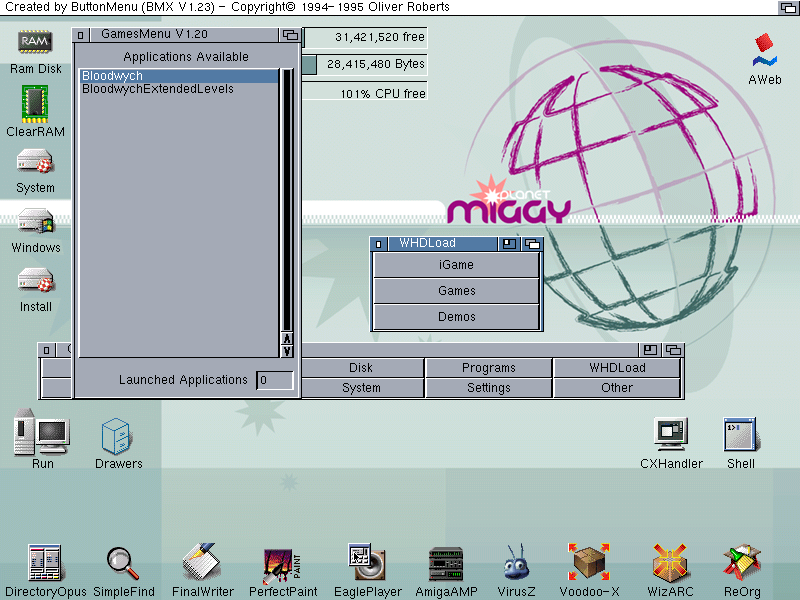 Created by ButtonMenu (BMX V1.23) - Copyright© 1994-1995 Oliver Roberts
RAM
Ram Disk
ClearRAM
System
Windows
Install
GamesMenu V1.20
Applications Available
Bloodwych
BloodwychExtendedLevels
Launched Applications 0
31,421,520 free
28,415,480 Bytes
101% CPU free
AWeb
PLANET
MIGGY
WHDLoad
iGame
Games
Demos
Disk Programs WHDLoad
System Settings Other
Run
Drawers
CXHandler
1>
Shell
PAINT
DirectoryOpus SimpleFind FinalWriter PerfectPaint EaglePlayer AmigaAMP VirusZ Voodoo-X WizARC ReOrg